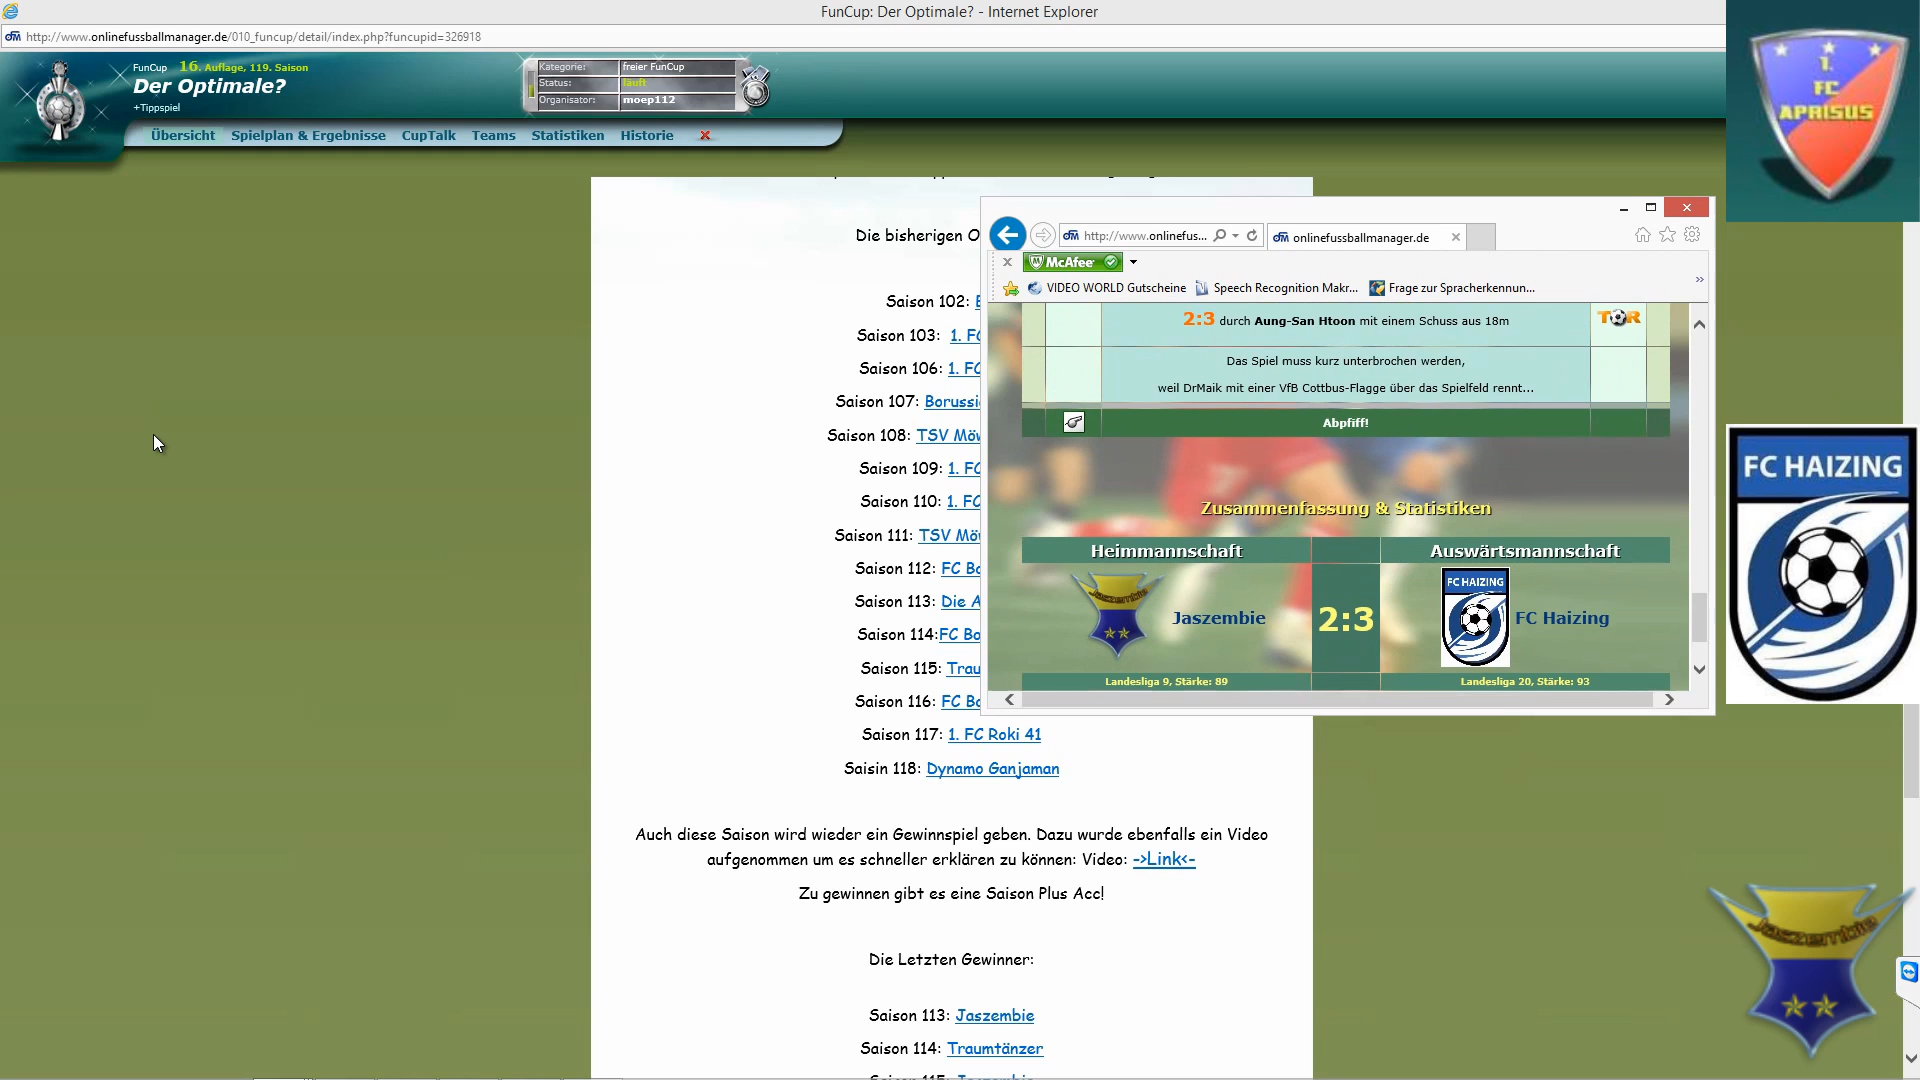 FunCup: Der Optimale? - Internet Explorer
http://www.onlinefussballmanager.de/010_funcup/detail/index.php?funcupid=326918
FunCup 16. Auflage, 119. Saison
Der Optimale?
+Tippspiel
Kategorie: freier FunCup
Status: läuft
Organisator: moep112
Übersicht Spielplan & Ergebnisse CupTalk Teams Statistiken Historie
1.
FC
APRISUS
Die bisherigen O
Saison 102:
Saison 103: 1. FC
Saison 106: 1. FC
Saison 107: Borussi
Saison 108: TSV Möw
Saison 109: 1. FC
Saison 110: 1. FC
Saison 111: TSV Möw
Saison 112: FC Ba
Saison 113: Die A
Saison 114:FC Ba
Saison 115: Trau
Saison 116: FC Ba
Saison 117: 1. FC Roki 41
Saisin 118: Dynamo Ganjaman
Auch diese Saison wird wieder ein Gewinnspiel geben. Dazu wurde ebenfalls ein Video
aufgenommen um es schneller erklären zu können: Video: ->Link<-
Zu gewinnen gibt es eine Saison Plus Acc!
Die Letzten Gewinner:
Saison 113: Jaszembie
Saison 114: Traumtänzer
http://www.onlinefus...
onlinefussballmanager.de
McAfee
VIDEO WORLD Gutscheine Speech Recognition Makr... Frage zur Spracherkennun...
2:3 durch Aung-San Htoon mit einem Schuss aus 18m
TOR
Das Spiel muss kurz unterbrochen werden,
weil DrMaik mit einer VfB Cottbus-Flagge über das Spielfeld rennt...
Abpfiff!
Zusammenfassung & Statistiken
Heimmannschaft Auswärtsmannschaft
Jaszembie
Jaszembie 2:3 FC Haizing
FC HAIZING
Landesliga 9, Stärke: 89 Landesliga 20, Stärke: 93
FC HAIZING
Jaszembie